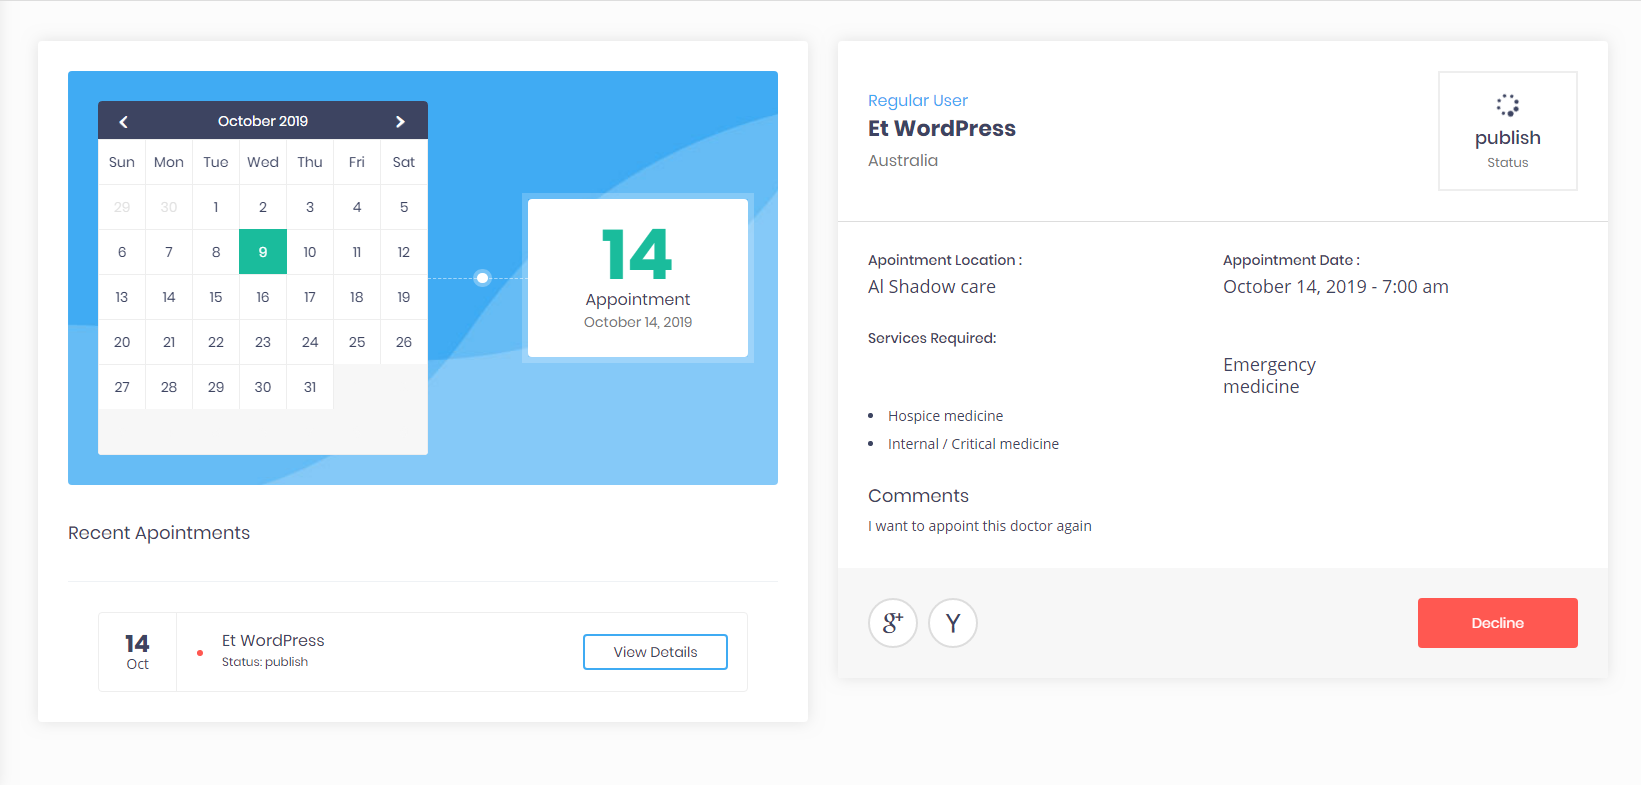 October 2019
Sun Mon Tue Wed Thu Fri Sat
29 30 1 2 3 4 5
6 7 8 9 10 11 12
13 14 15 16 17 18 19
20 21 22 23 24 25 26
27 28 29 30 31
14
Appointment
October 14, 2019
Recent Apointments
14
Oct
Et WordPress
Status: publish
View Details
Regular User
Et WordPress
Australia
publish
Status
Apointment Location :
Al Shadow care
Appointment Date :
October 14, 2019 - 7:00 am
Services Required:
Emergency
medicine
Hospice medicine
Internal / Critical medicine
Comments
I want to appoint this doctor again
g+
Y
Decline